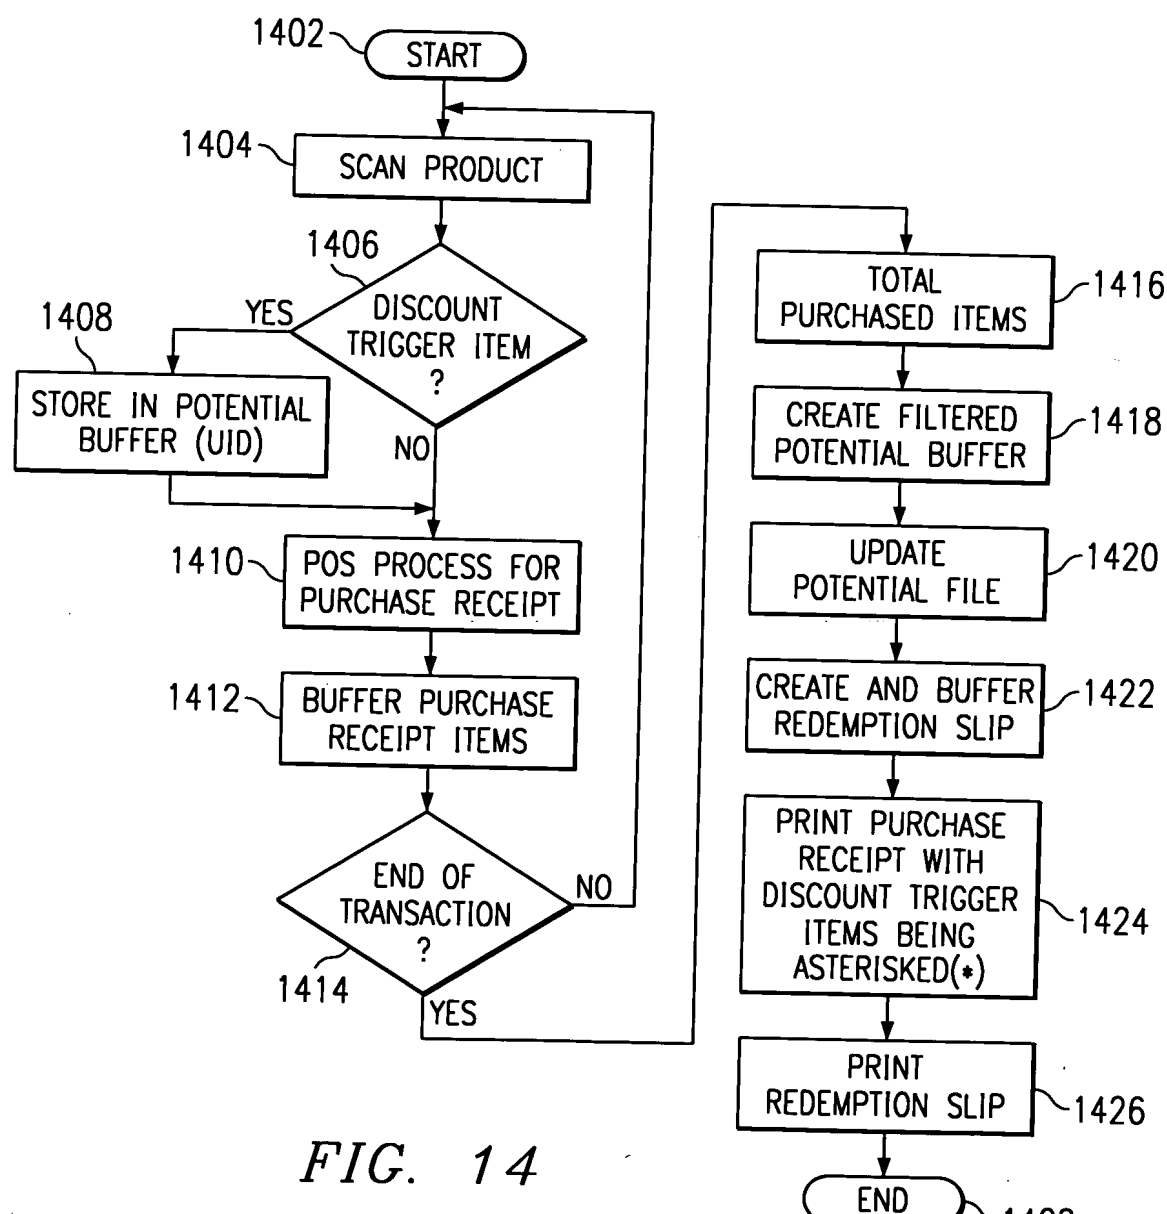 1402
START
1404
SCAN PRODUCT
1406
DISCOUNT
TRIGGER ITEM
?
YES
NO
1408
STORE IN POTENTIAL
BUFFER (UID)
1410
POS PROCESS FOR
PURCHASE RECEIPT
1412
BUFFER PURCHASE
RECEIPT ITEMS
END OF
TRANSACTION
?
NO
1414
YES
TOTAL
PURCHASED ITEMS
1416
CREATE FILTERED
POTENTIAL BUFFER
1418
UPDATE
POTENTIAL FILE
1420
CREATE AND BUFFER
REDEMPTION SLIP
1422
PRINT PURCHASE
RECEIPT WITH
DISCOUNT TRIGGER
ITEMS BEING
ASTERISKED(*)
1424
PRINT
REDEMPTION SLIP
1426
END
FIG. 14